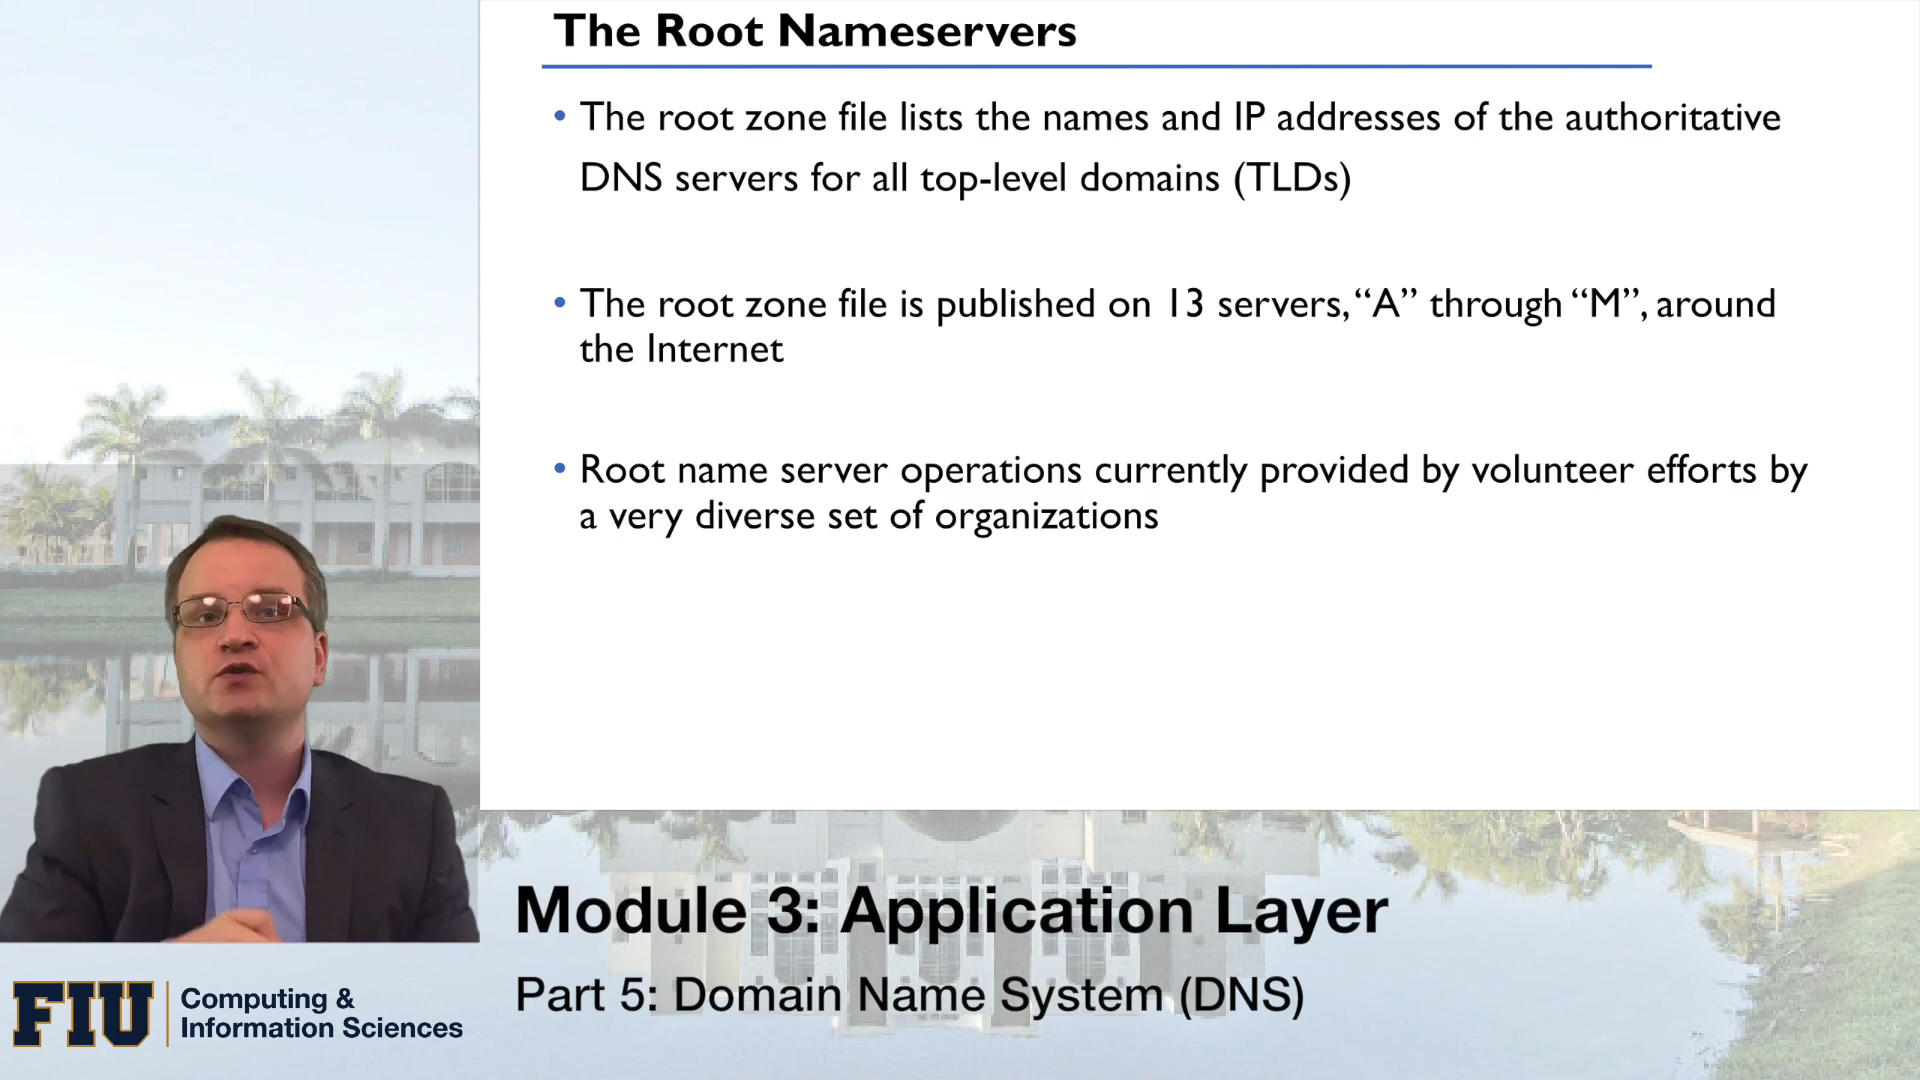 The Root Nameservers
• The root zone file lists the names and IP addresses of the authoritative
DNS servers for all top-level domains (TLDs)
• The root zone file is published on 13 servers, “A” through “M”, around
the Internet
• Root name server operations currently provided by volunteer efforts by
a very diverse set of organizations
Module 3: Application Layer
Part 5: Domain Name System (DNS)
FIU
Computing &
Information Sciences